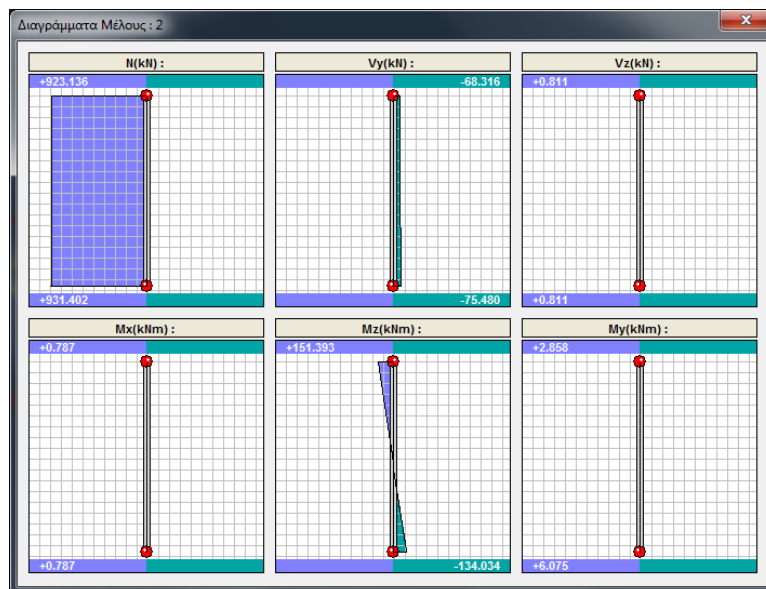 Διαγράμματα Μέλους : 2
N(kN) :
Vy(kN) :
Vz(kN) :
+923.136
-68.316
+0.811
+931.402
-75.480
+0.811
Mx(kNm) :
Mz(kNm) :
My(kNm) :
+0.787
+151.393
+2.858
+0.787
-134.034
+6.075